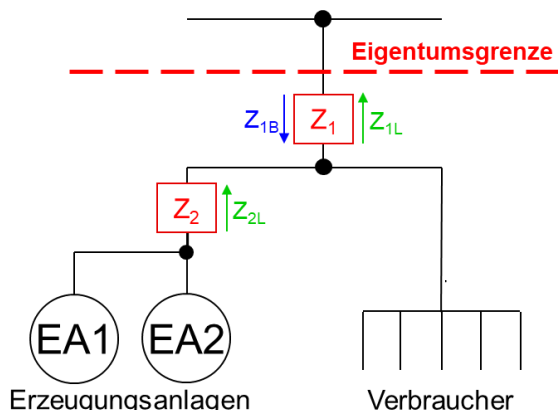 Eigentumsgrenze
Z1B Z1 Z1L
Z2 Z2L
EA1 EA2
Erzeugungsanlagen Verbraucher